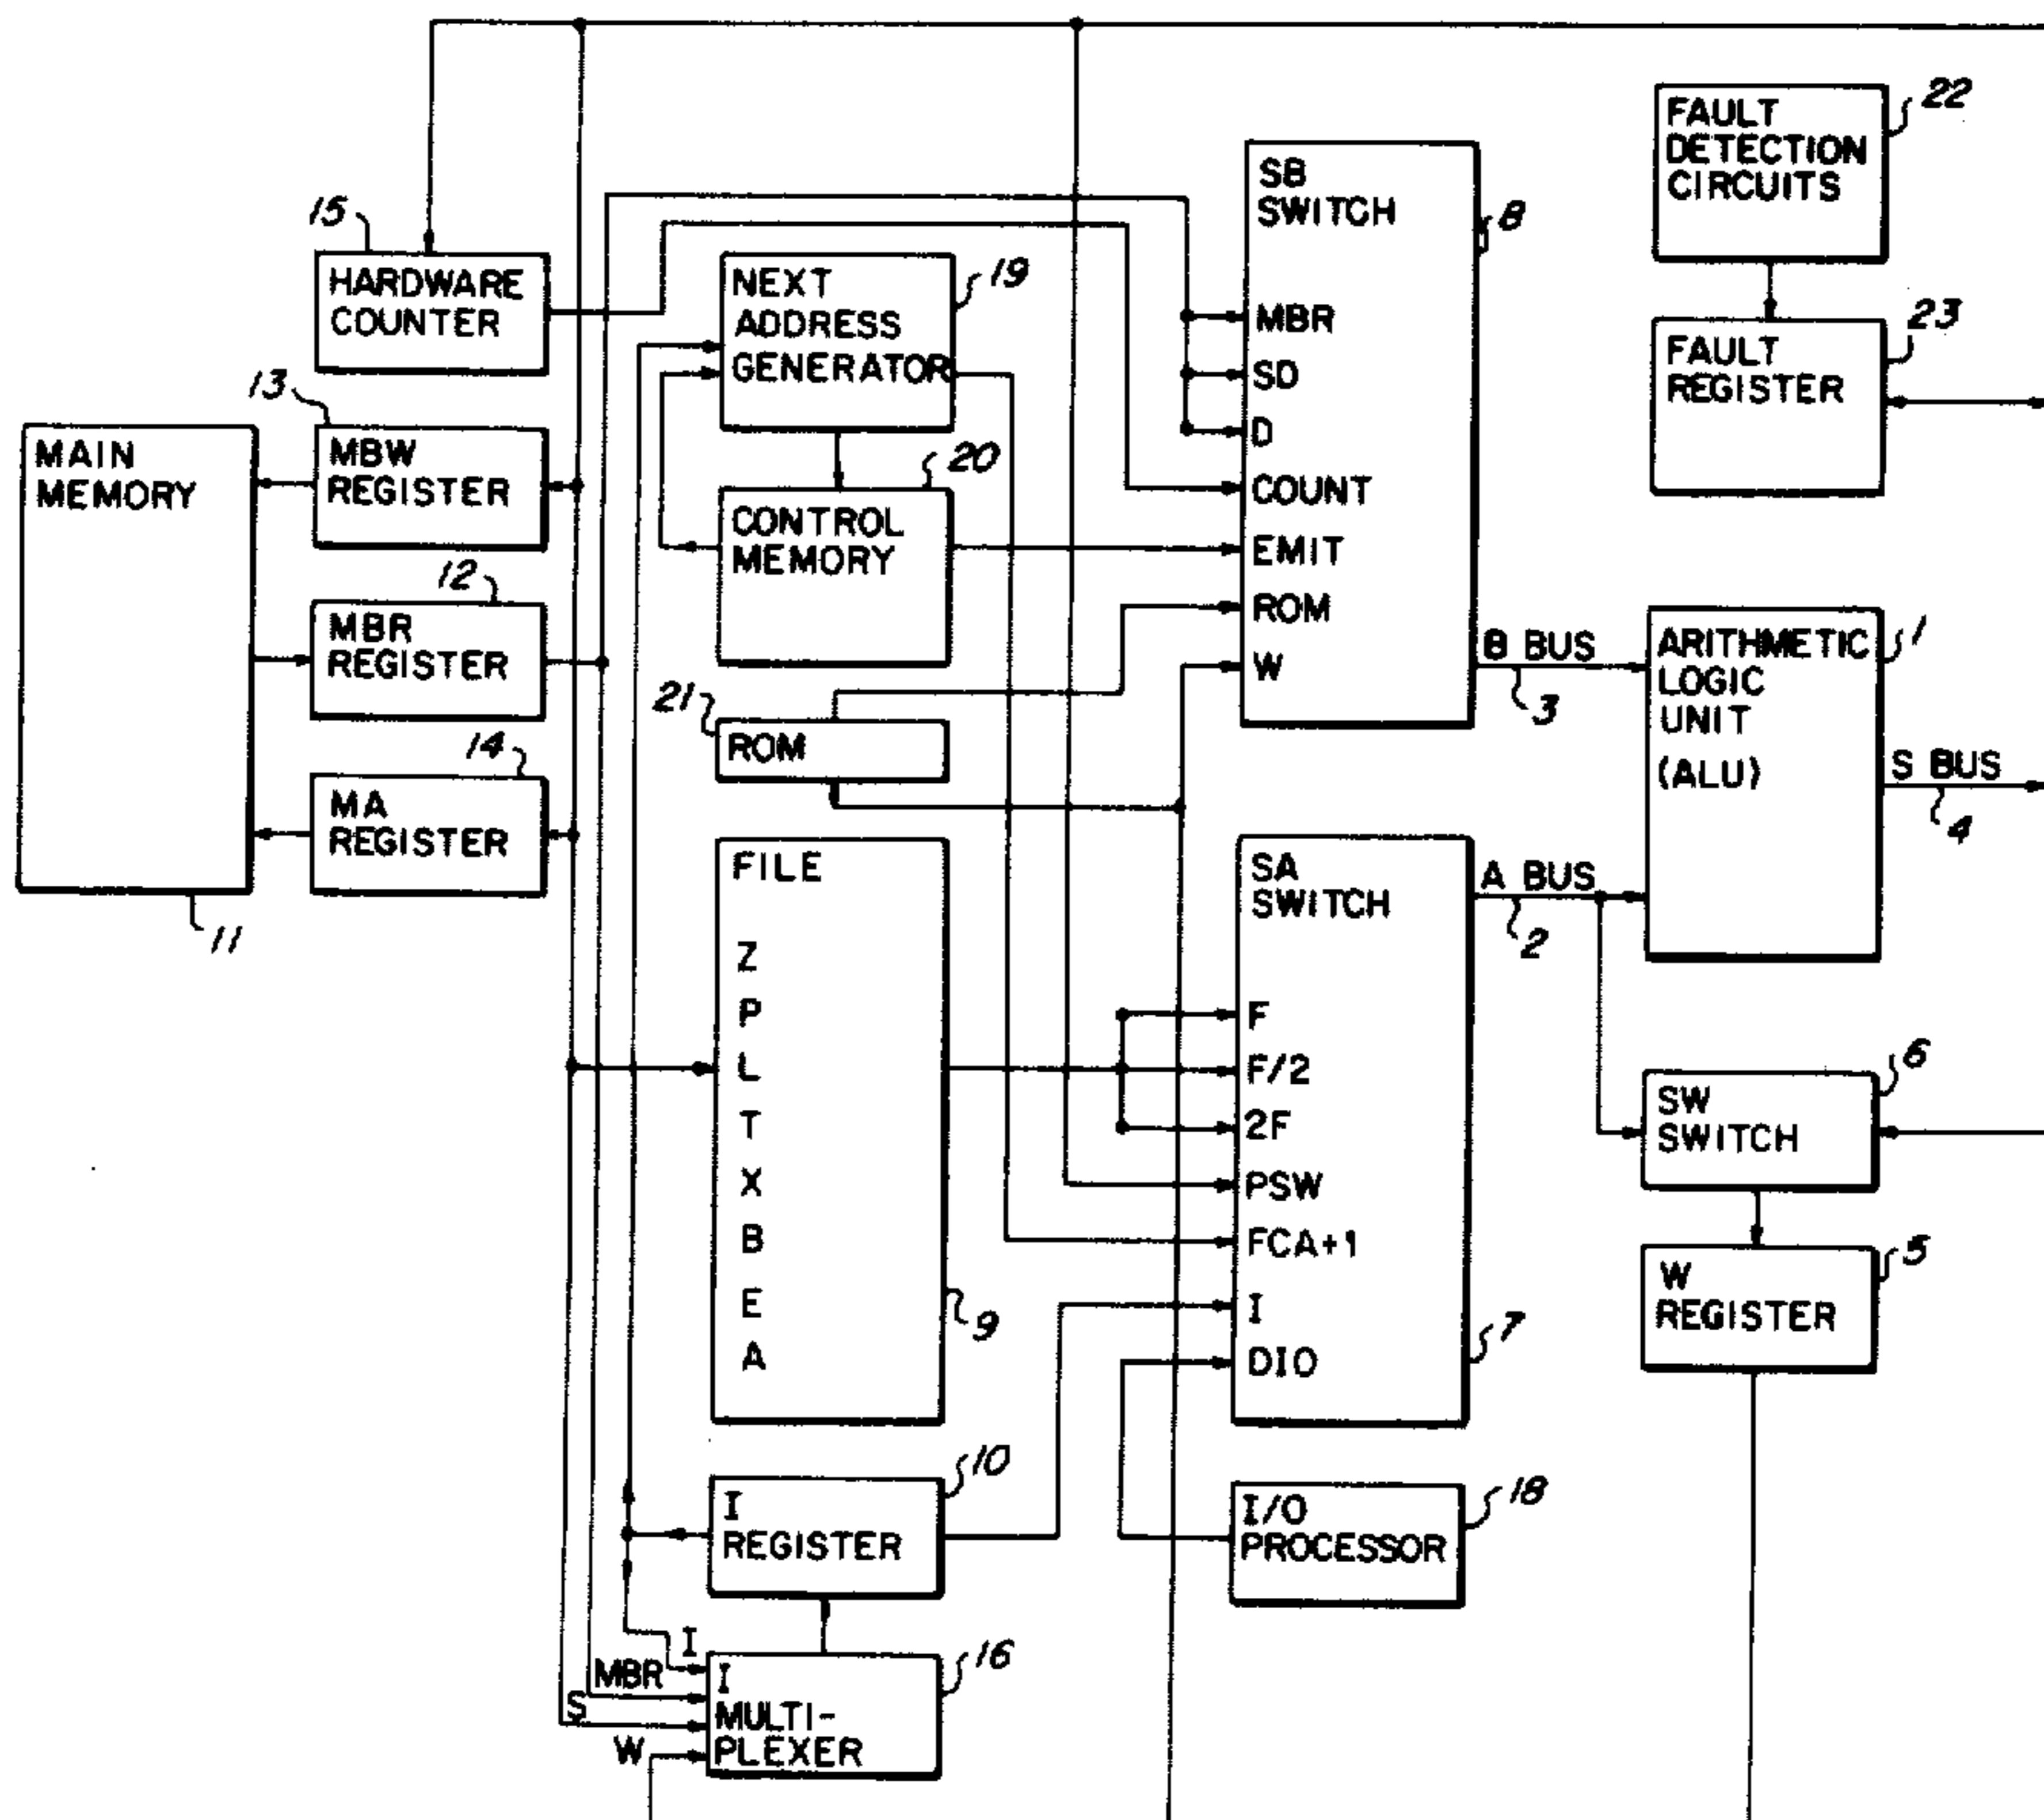 22
FAULT
DETECTION
CIRCUITS
SB
SWITCH
8
15
HARDWARE
COUNTER
NEXT
ADDRESS
GENERATOR
19
23
FAULT
REGISTER
MBR
SD
D
COUNT
EMIT
ROM
W
13
MAIN
MEMORY
MBW
REGISTER
20
CONTROL
MEMORY
12
MBR
REGISTER
B BUS
3
ARITHMETIC
LOGIC
UNIT
(ALU)
1
21
ROM
14
MA
REGISTER
S BUS
4
11
FILE
Z
P
L
T
X
B
E
A
9
SA
SWITCH
A BUS
2
F
F/2
2F
PSW
FCA+1
I
DIO
7
6
SW
SWITCH
5
W
REGISTER
10
I
REGISTER
18
I/O
PROCESSOR
I
MBR
S
W
I
MULTI-
PLEXER
16